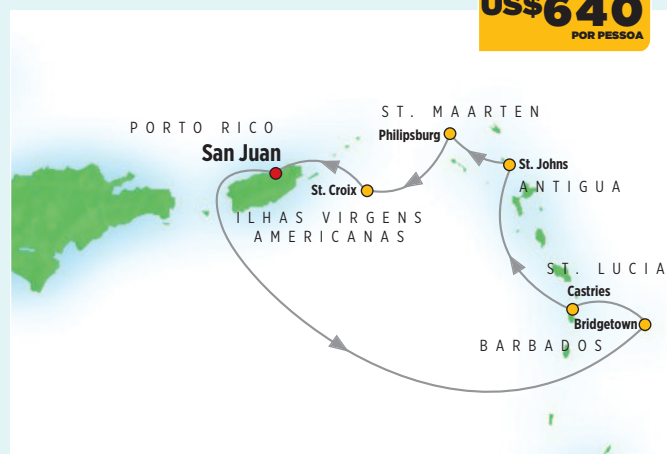 US$640
POR PESSOA
ST. MAARTEN
PORTO RICO
Philipsburg
San Juan
St. Johns
St. Croix
ANTIGUA
ILHAS VIRGENS
AMERICANAS
ST. LUCIA
Castries
Bridgetown
BARBADOS